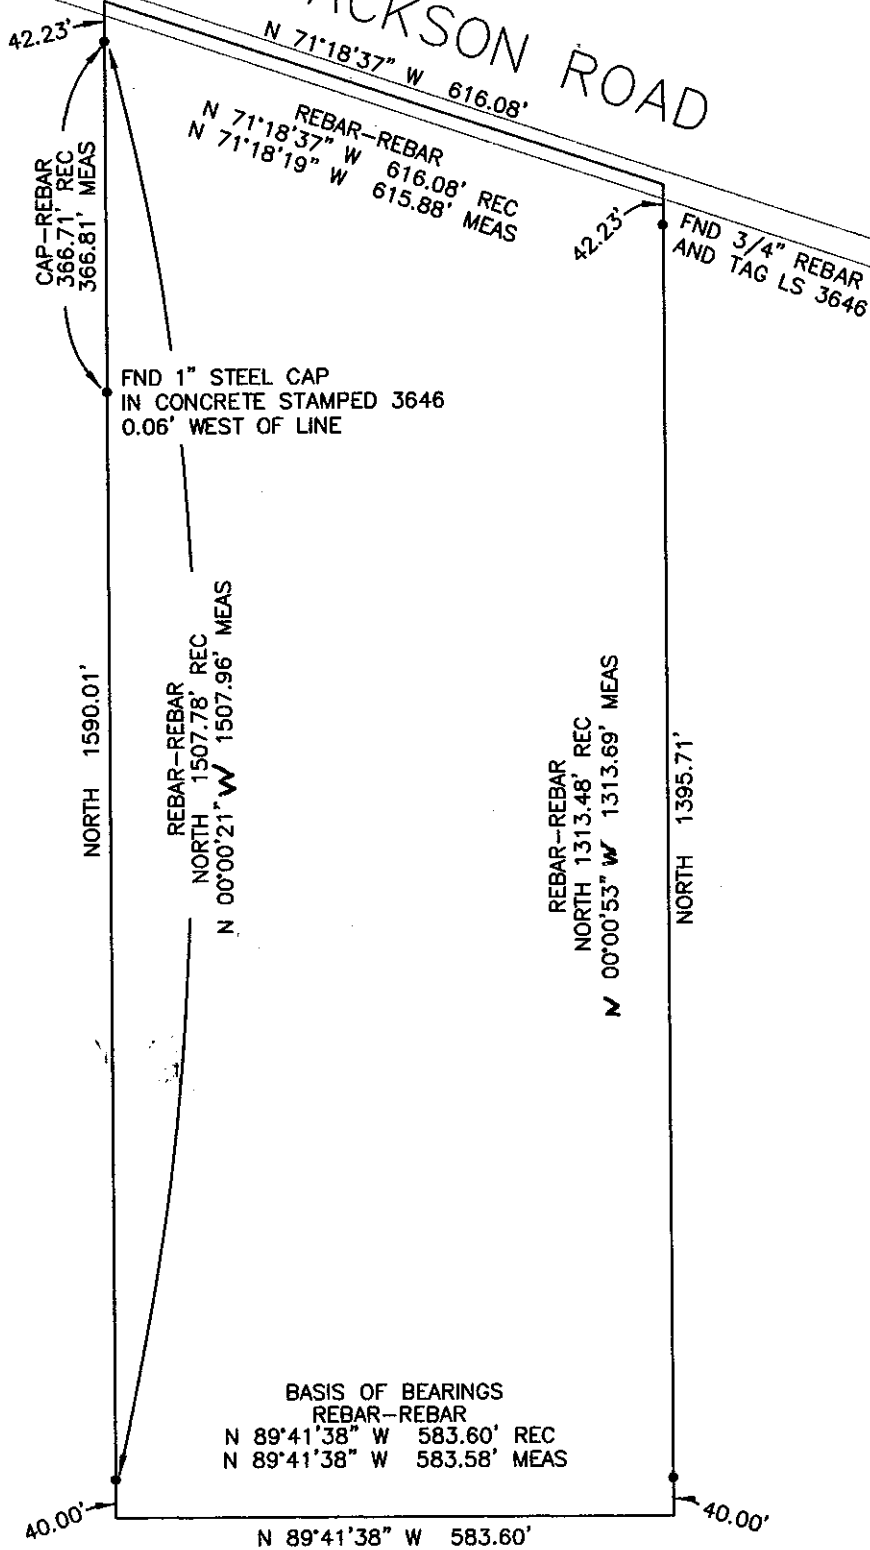 ROAD
42.23'
N 71°18'37" W 616.08'
REBAR-REBAR
N 71°18'37" W 616.08' REC
N 71°18'19" W 615.88' MEAS
CAP-REBAR
366.71' REC
366.81' MEAS
42.23'
FND 3/4" REBAR
AND TAG LS 3646
FND 1" STEEL CAP
IN CONCRETE STAMPED 3646
0.06' WEST OF LINE
NORTH 1590.01'
REBAR-REBAR
NORTH 1507.78' REC
N 00°00'21" W 1507.96' MEAS
REBAR-REBAR
NORTH 1313.48' REC
N 00°00'53" W 1313.69' MEAS
NORTH 1395.71'
BASIS OF BEARINGS
REBAR-REBAR
N 89°41'38" W 583.60' REC
N 89°41'38" W 583.58' MEAS
40.00'
40.00'
N 89°41'38" W 583.60'